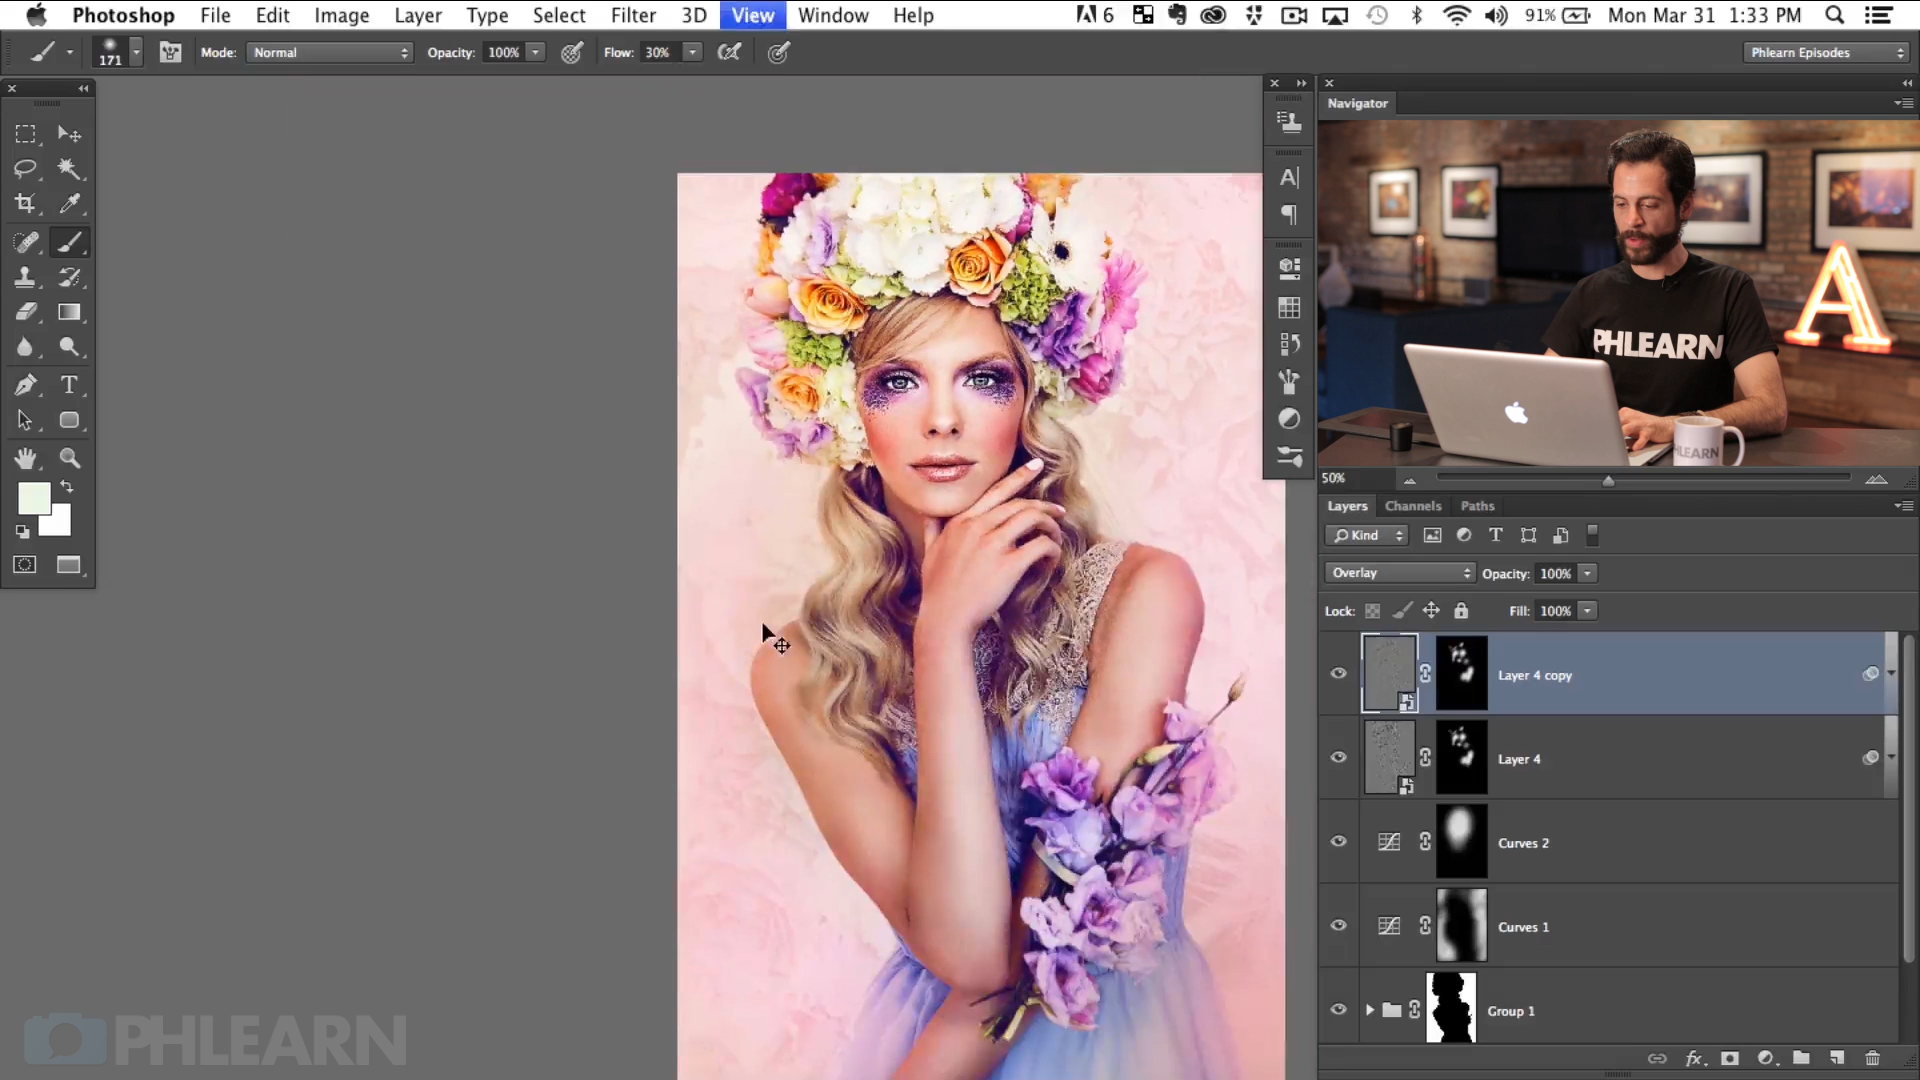 Photoshop File Edit Image Layer Type Select Filter 3D View Window Help 6 91% Mon Mar 31 1:33 PM
171 Mode: Normal Opacity: 100% Flow: 30% Phlearn Episodes
Navigator
PHLEARN
A
PHLEARN
50%
Layers Channels Paths
Kind
Overlay Opacity: 100%
Lock: Fill: 100%
Layer 4 copy
Layer 4
Curves 2
Curves 1
Group 1
fx
PHLEARN